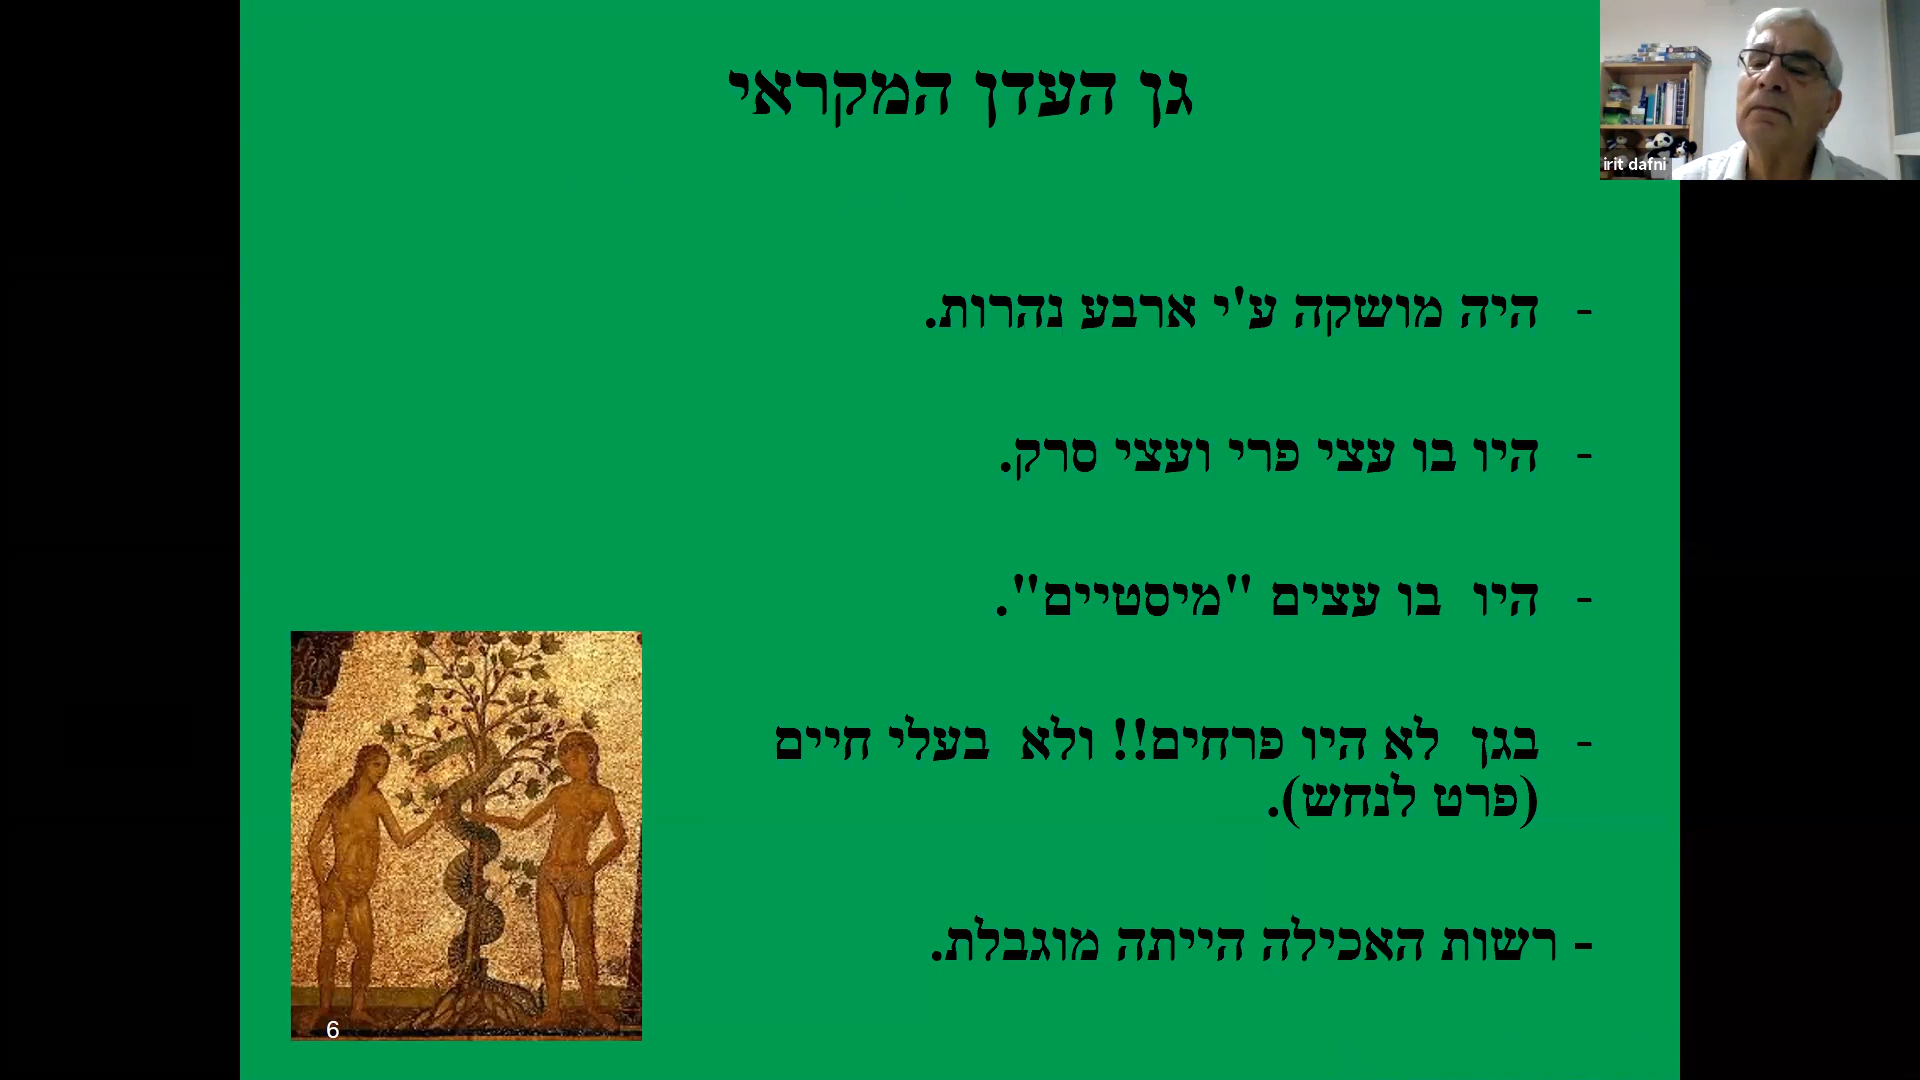 גן העדן המקראי
irit dafni
- היה מושקה ע'י ארבע נהרות.
- היו בו עצי פרי ועצי סרק.
- היו בו עצים "מיסטיים".
- בגן לא היו פרחים!! ולא בעלי חיים
(פרט לנחש).
- רשות האכילה הייתה מוגבלת.
6